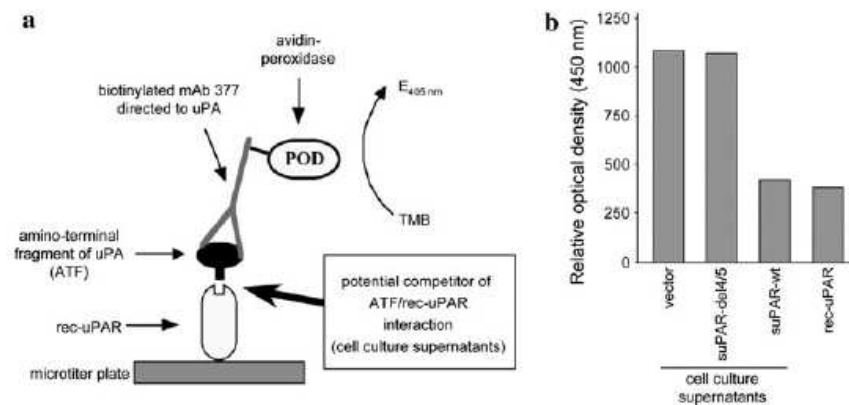 a
avidin-
peroxidase
biotinylated mAb 377
directed to uPA
E405 nm
POD
TMB
amino-terminal
fragment of uPA
(ATF)
rec-uPAR
microtiter plate
potential competitor of
ATF/rec-uPAR
interaction
(cell culture supernatants)
b
Relative optical density (450 nm)
1250
1000
750
500
250
0
vector
suPAR-del4/5
suPAR-wt
rec-uPAR
cell culture
supernatants